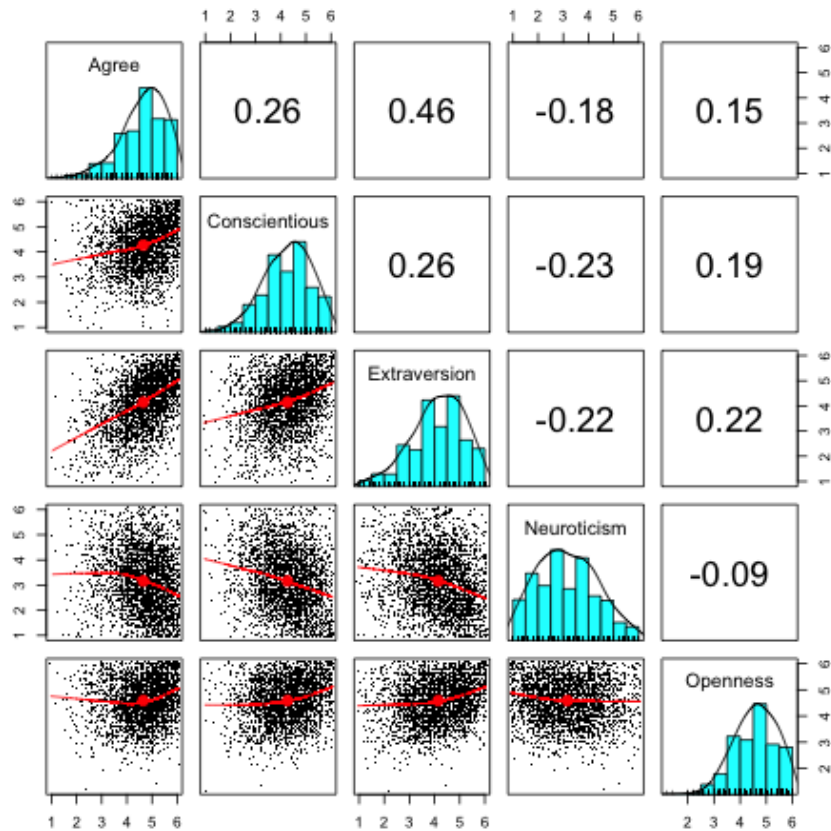 1 2 3 4 5 6 1 2 3 4 5 6
Agree 0.26 0.46 -0.18 0.15 1 2 3 4 5 6
1 2 3 4 5 6 Conscientious 0.26 -0.23 0.19
Extraversion -0.22 0.22 1 2 3 4 5 6
1 2 3 4 5 6 Neuroticism -0.09
Openness 2 3 4 5 6
1 2 3 4 5 6 1 2 3 4 5 6 2 3 4 5 6